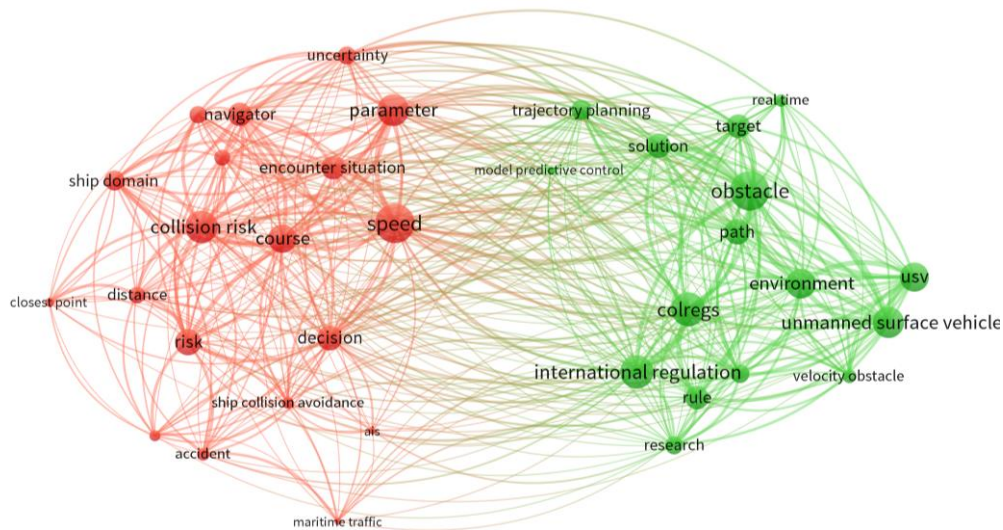 uncertainty
real time
parameter
trajectory planning
navigator
target
solution
encounter situation
model predictive control
ship domain
obstacle
speed
collision risk
path
course
usv
environment
distance
closest point
colregs
unmanned surface vehicle
decision
risk
international regulation
velocity obstacle
rule
ship collision avoidance
ais
research
accident
maritime traffic